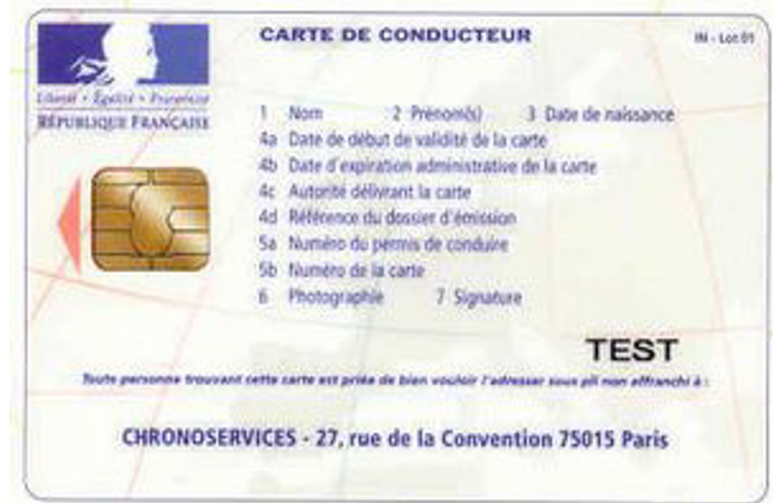 CARTE DE CONDUCTEUR
IN - Lot 01
Liberté • Égalité • Fraternité
RÉPUBLIQUE FRANÇAISE
1 Nom 2 Prénom(s) 3 Date de naissance
4a Date de début de validité de la carte
4b Date d'expiration administrative de la carte
4c Autorité délivrant la carte
4d Référence du dossier d'émission
5a Numéro du permis de conduire
5b Numéro de la carte
6 Photographie 7 Signature
TEST
Toute personne trouvant cette carte est priée de bien vouloir l'adresser sous pli non affranchi à :
CHRONOSERVICES - 27, rue de la Convention 75015 Paris